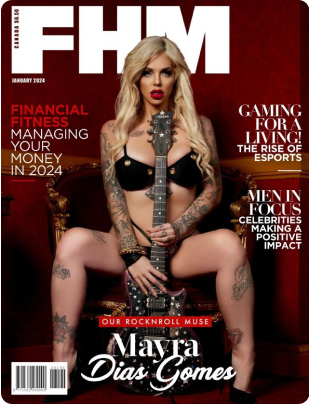 CANADA $6.50
FHM
JANUARY 2024
FINANCIAL
FITNESS
MANAGING
YOUR
MONEY
IN 2024
GAMING
FOR A
LIVING!
THE RISE OF
ESPORTS
MEN IN
FOCUS
CELEBRITIES
MAKING A
POSITIVE
IMPACT
OUR ROCKNROLL MUSE
Mayra
Dias Gomes